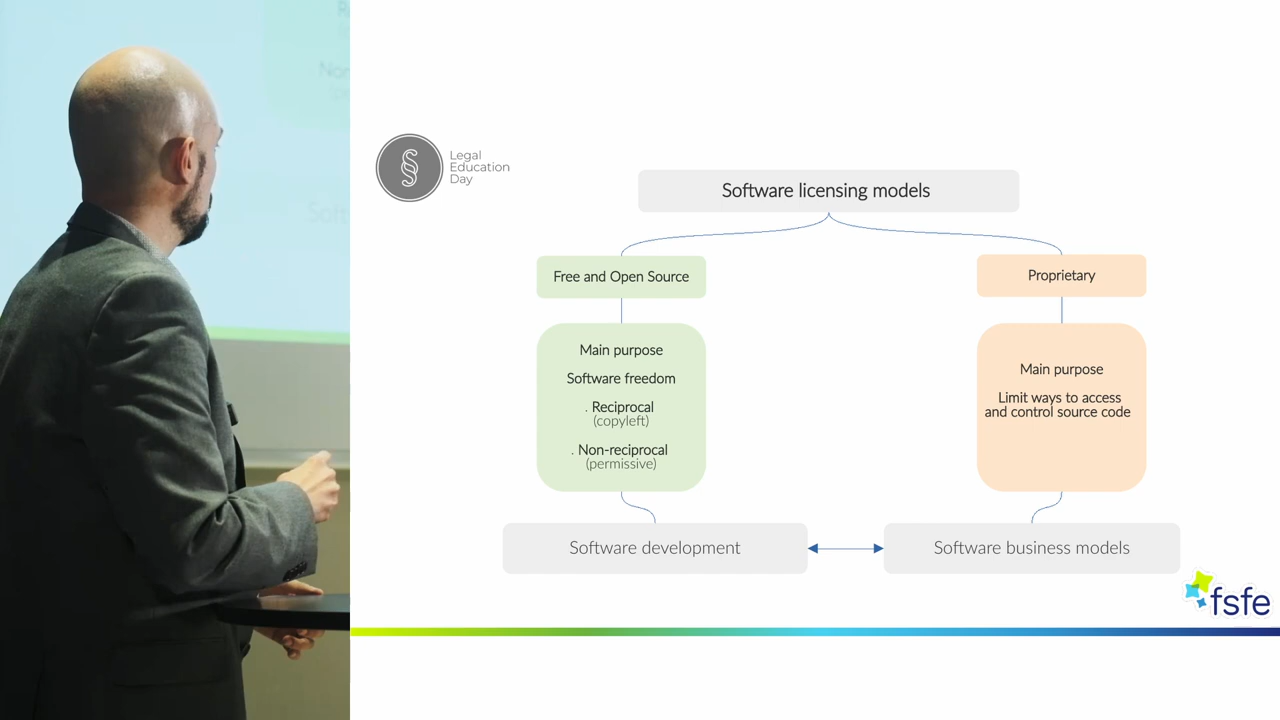 Legal
Education
Day
Software licensing models
Free and Open Source
Proprietary
Main purpose
Software freedom
. Reciprocal
(copyleft)
. Non-reciprocal
(permissive)
Main purpose
Limit ways to access
and control source code
Software development
Software business models
fsfe